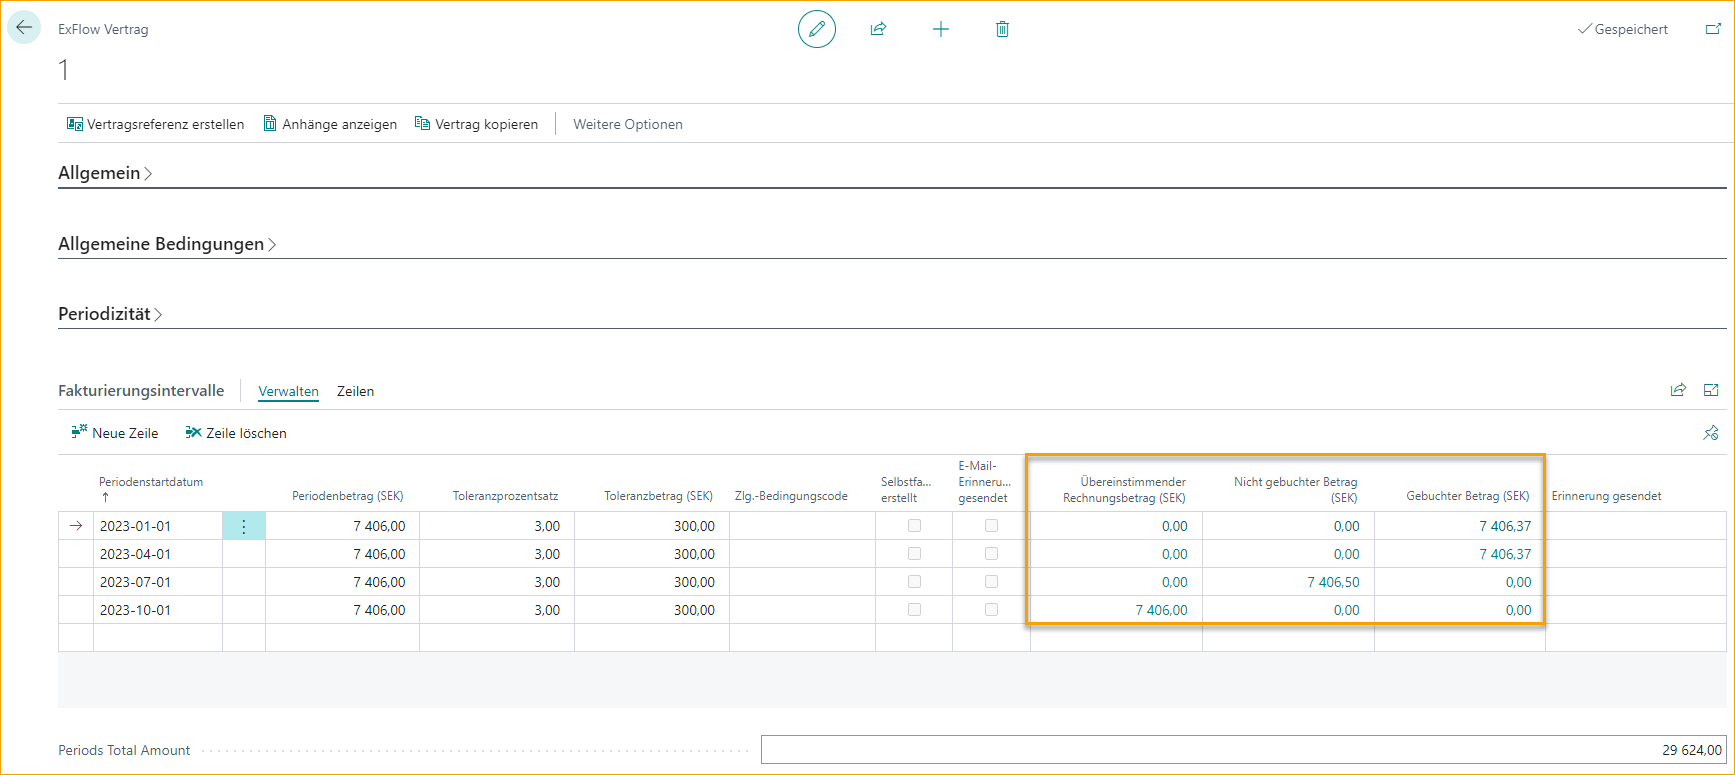 ExFlow Vertrag
Gespeichert
1
Vertragsreferenz erstellen Anhänge anzeigen Vertrag kopieren Weitere Optionen
Allgemein
Allgemeine Bedingungen
Periodizität
Fakturierungsintervalle Verwalten Zeilen
Neue Zeile Zeile löschen
Periodenstartdatum ↑ Periodenbetrag (SEK) Toleranzprozentsatz Toleranzbetrag (SEK) Zlg.-Bedingungscode Selbstfa... erstellt E-Mail-Erinneru... gesendet Übereinstimmender Rechnungsbetrag (SEK) Nicht gebuchter Betrag (SEK) Gebuchter Betrag (SEK) Erinnerung gesendet
2023-01-01 7 406,00 3,00 300,00 0,00 0,00 7 406,37
2023-04-01 7 406,00 3,00 300,00 0,00 0,00 7 406,37
2023-07-01 7 406,00 3,00 300,00 0,00 7 406,50 0,00
2023-10-01 7 406,00 3,00 300,00 7 406,00 0,00 0,00
Periods Total Amount 29 624,00